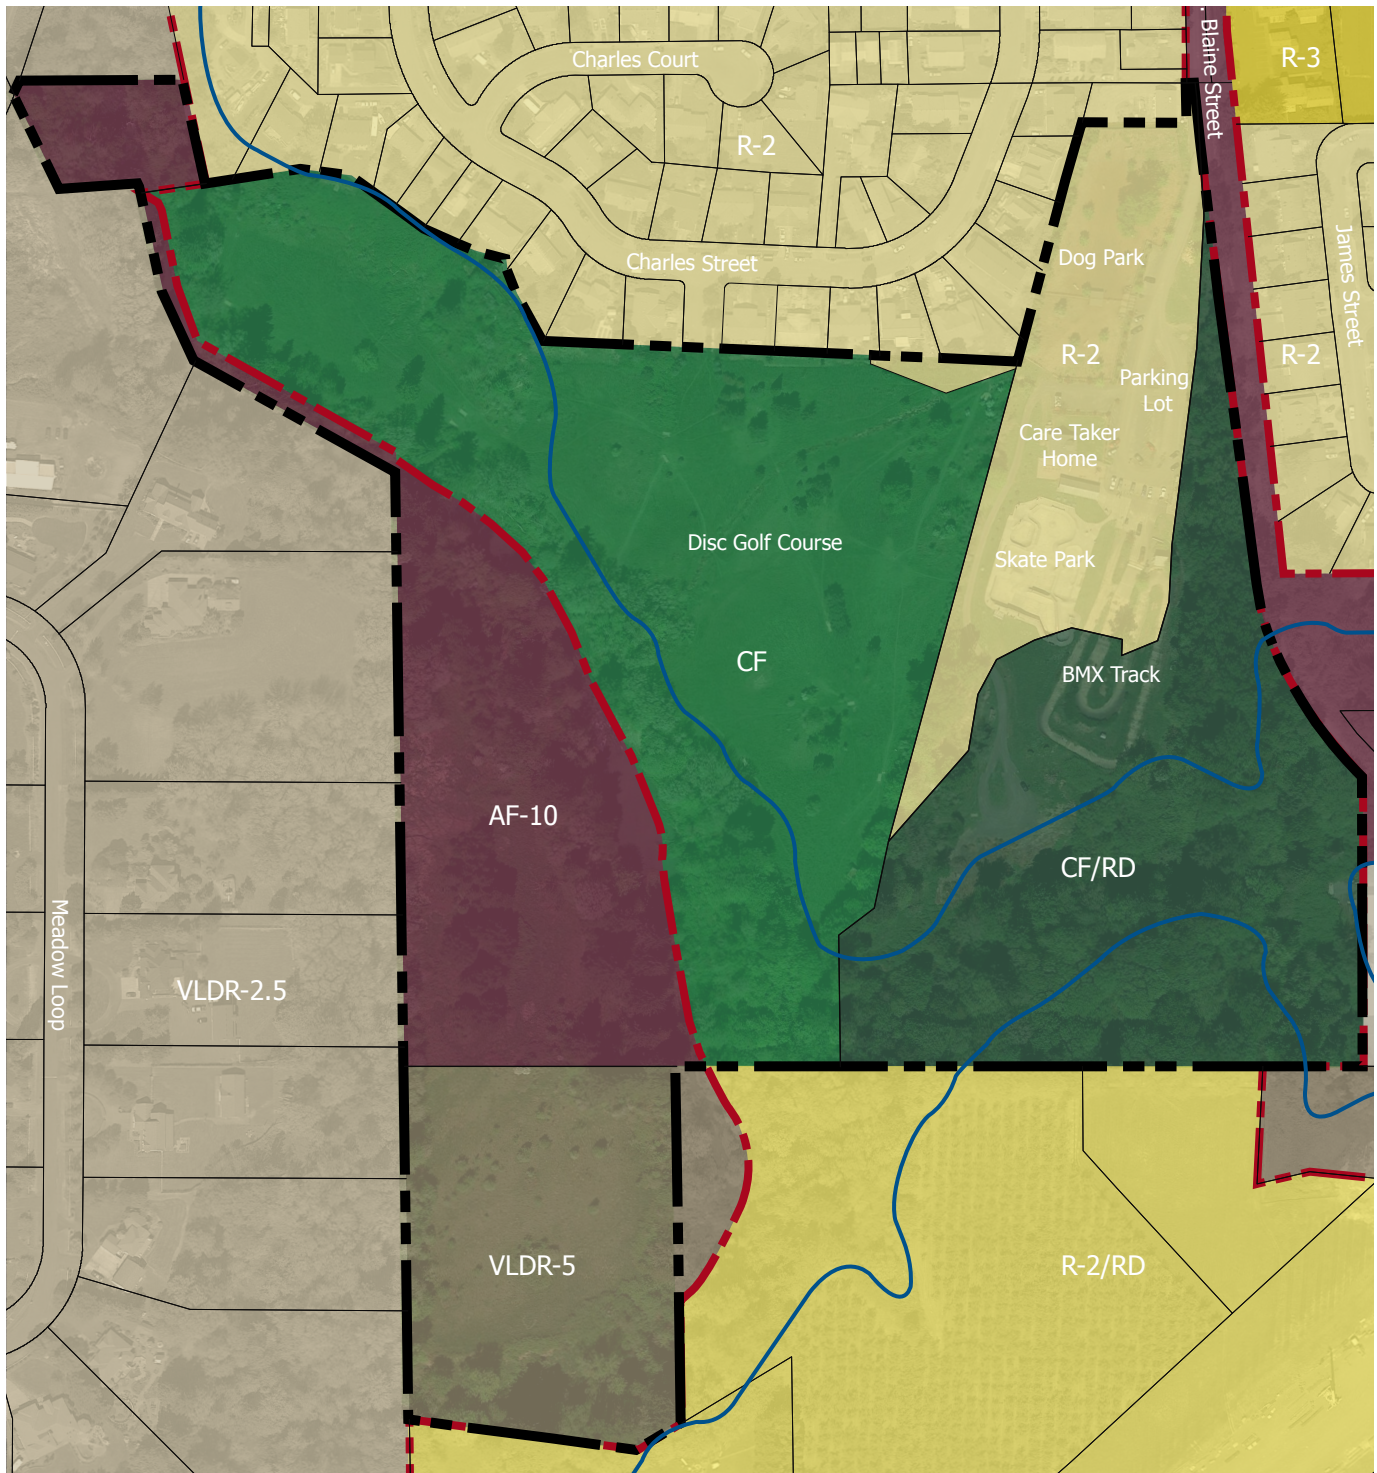 Charles Court
. Blaine Street
R-3
R-2
Charles Street
Dog Park
James Street
R-2
R-2
Parking
Lot
Care Taker
Home
Disc Golf Course
Skate Park
CF
BMX Track
AF-10
CF/RD
Meadow Loop
VLDR-2.5
VLDR-5
R-2/RD